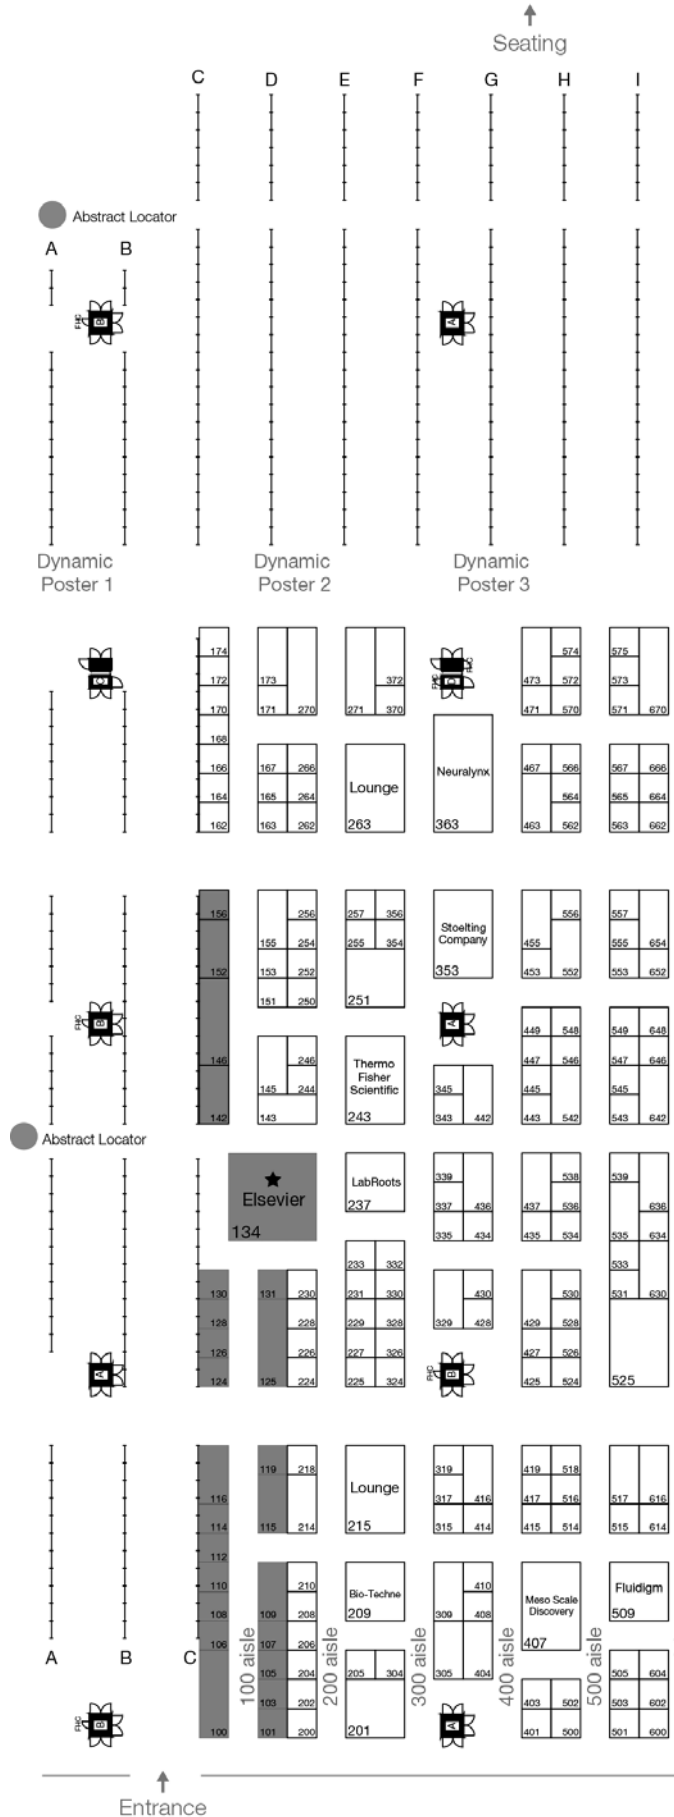 Seating
C D E F G H I
Abstract Locator
A B
FHC B A
Dynamic Poster 1
Dynamic Poster 2
Dynamic Poster 3
174 574 575
172 173 372 473 572 573
170 171 270 271 370 471 570 571 670
168
166 167 266 Lounge Neuralynx 467 566 567 666
164 165 264 564 565 664
162 163 262 263 363 463 562 563 662
156 256 257 356 Stoelting Company 556 557
155 254 255 354 455 555 654
152 153 252 353 453 552 553 652
151 250 251
FHC B A 449 548 549 648
146 246 Thermo Fisher Scientific 447 546 547 646
145 244 345 445 545
142 143 243 343 442 443 542 543 642
Abstract Locator
Elsevier LabRoots 339 538 539
237 337 436 437 536 636
134 335 434 435 534 535 634
233 332 533
130 131 230 231 330 430 530 531 630
128 228 229 328 329 428 429 528
126 226 227 326 427 526
A FHC B
124 125 224 225 324 425 524 525
119 218 Lounge 319 419 518
116 317 416 417 516 517 616
114 115 214 215 315 414 415 514 515 614
112
110 210 Bio-Techne 410 Meso Scale Discovery Fluidigm
108 109 208 209 309 408 509
106 107 206 407
A B C
100 aisle
200 aisle
300 aisle
400 aisle
500 aisle
105 204 205 304 305 404 505 604
103 202 403 502 503 602
100 101 200 201 401 500 501 600
FHC B A
Entrance